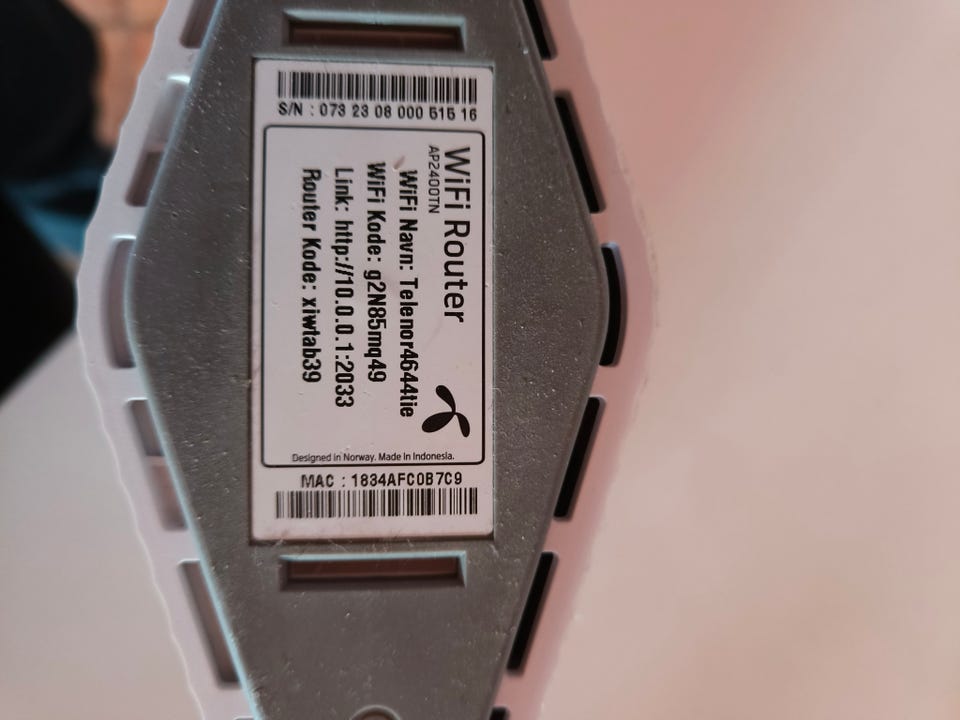 S/N : 073 23 08 000 515 16
WiFi Router
AP2400TN
WiFi Navn: Telenor4644tie
WiFi Kode: g2N85mq49
Link: http://10.0.0.1:2033
Router Kode: xiwtab39
Designed in Norway. Made in Indonesia.
MAC : 1834AFC0B7C9